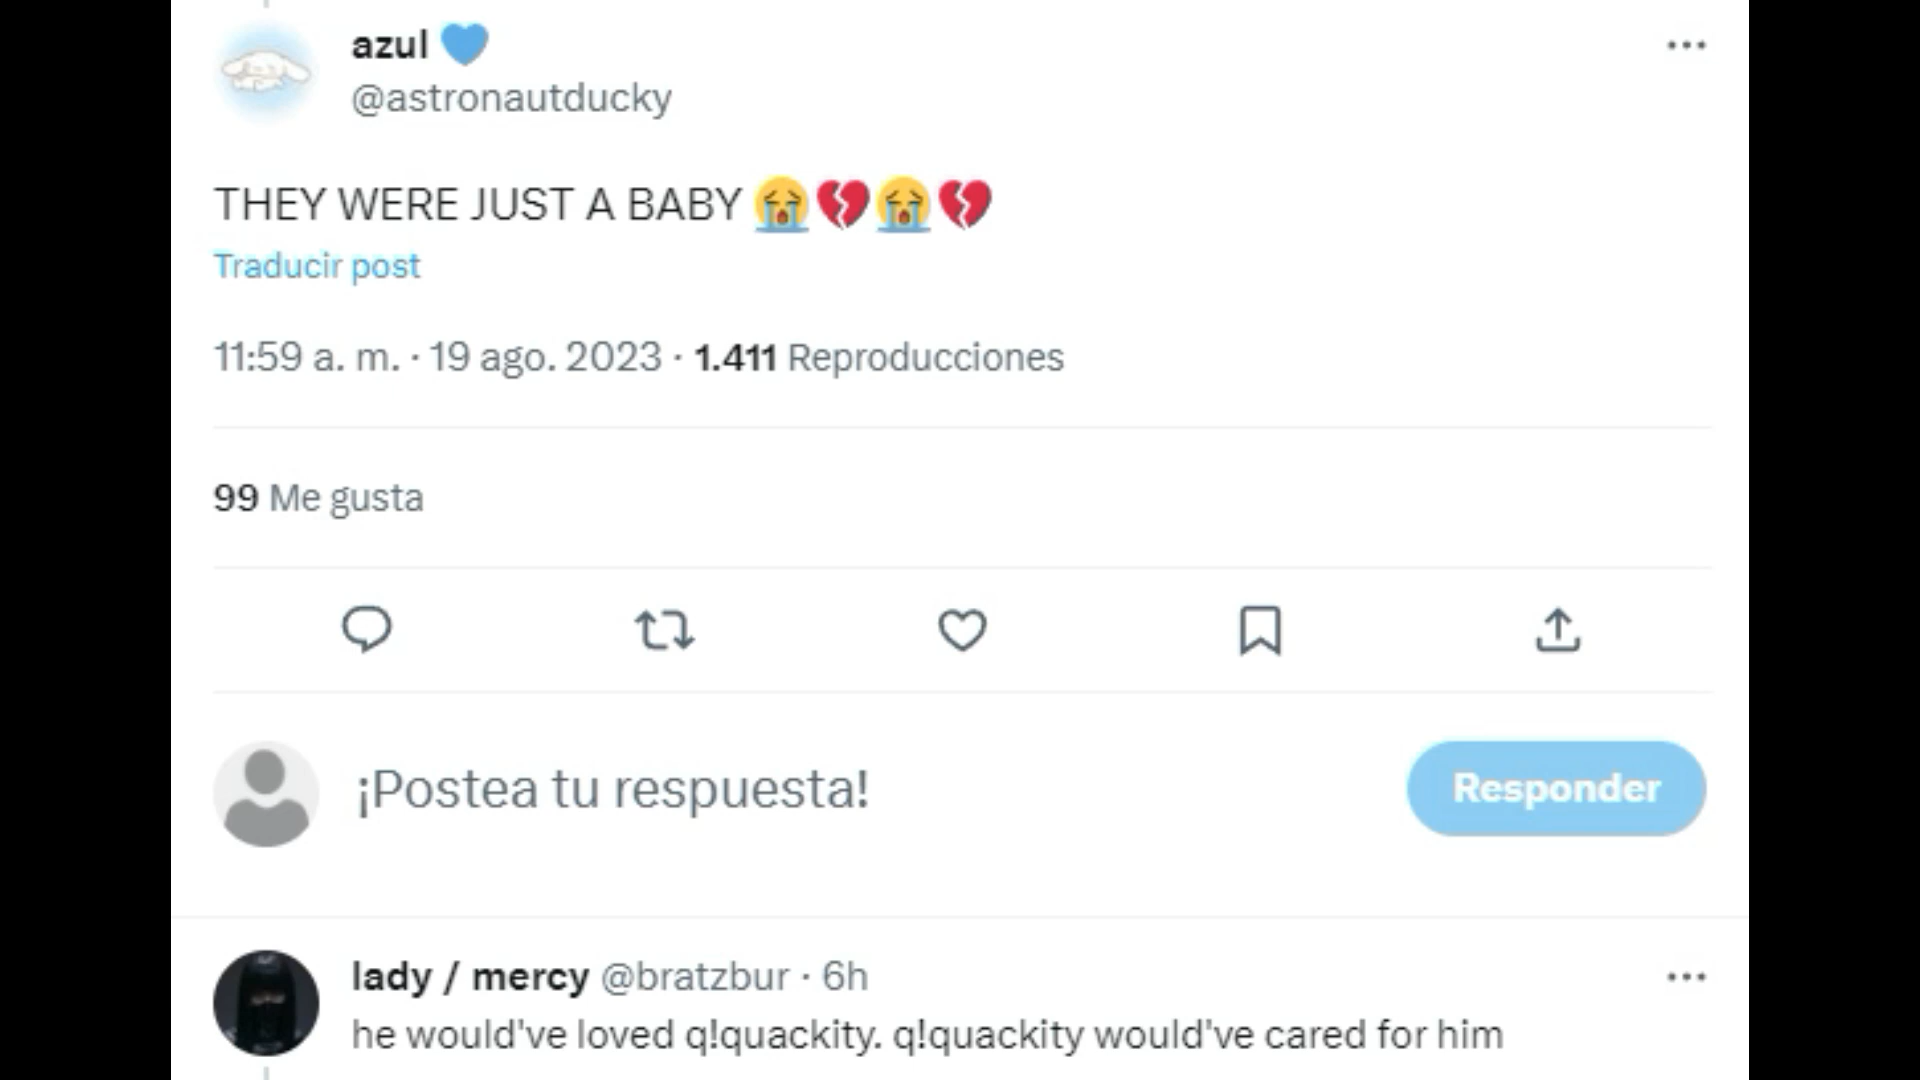 azul 💙
@astronautducky
THEY WERE JUST A BABY 😭💔😭💔
Traducir post
11:59 a. m. · 19 ago. 2023 · 1.411 Reproducciones
99 Me gusta
¡Postea tu respuesta!
Responder
lady / mercy @bratzbur · 6h
he would've loved q!quackity. q!quackity would've cared for him